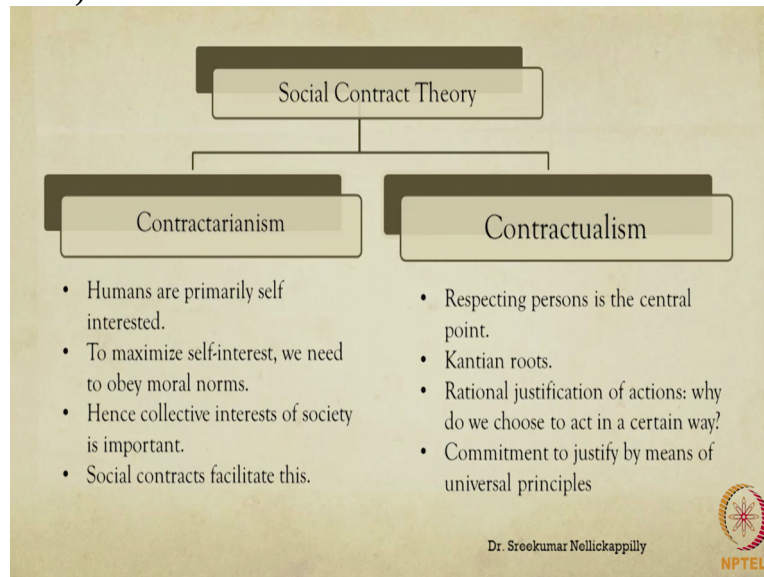 Social Contract Theory
Contractarianism
• Humans are primarily self
interested.
• To maximize self-interest, we need
to obey moral norms.
• Hence collective interests of society
is important.
• Social contracts facilitate this.
Contractualism
• Respecting persons is the central
point.
• Kantian roots.
• Rational justification of actions: why
do we choose to act in a certain way?
• Commitment to justify by means of
universal principles
Dr. Sreekumar Nellickappilly
NPTEL